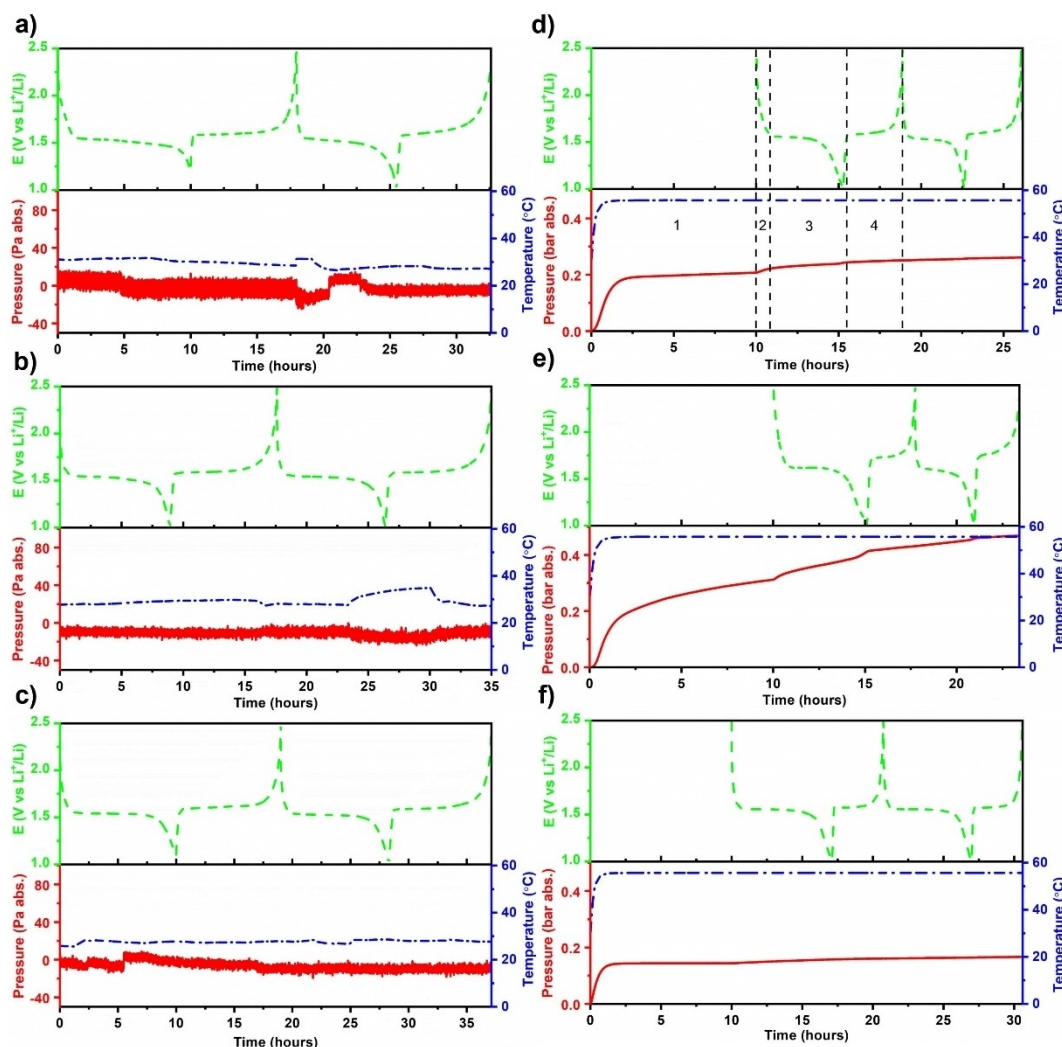 a)
2.5
2.0
1.5
1.0
E (V vs Li⁺/Li)
80
40
0
-40
Pressure (Pa abs.)
60
40
20
0
Temperature (°C)
0 5 10 15 20 25 30
Time (hours)
d)
2.5
2.0
1.5
1.0
E (V vs Li⁺/Li)
0.4
0.2
0.0
Pressure (bar abs.)
1 2 3 4
60
40
20
0
Temperature (°C)
0 5 10 15 20 25
Time (hours)
b)
2.5
2.0
1.5
1.0
E (V vs Li⁺/Li)
80
40
0
-40
Pressure (Pa abs.)
60
40
20
0
Temperature (°C)
0 5 10 15 20 25 30 35
Time (hours)
e)
2.5
2.0
1.5
1.0
E (V vs Li⁺/Li)
0.4
0.2
0.0
Pressure (bar abs.)
60
40
20
0
Temperature (°C)
0 5 10 15 20
Time (hours)
c)
2.5
2.0
1.5
1.0
E (V vs Li⁺/Li)
80
40
0
-40
Pressure (Pa abs.)
60
40
20
0
Temperature (°C)
0 5 10 15 20 25 30 35
Time (hours)
f)
2.5
2.0
1.5
1.0
E (V vs Li⁺/Li)
0.4
0.2
0.0
Pressure (bar abs.)
60
40
20
0
Temperature (°C)
0 5 10 15 20 25 30
Time (hours)